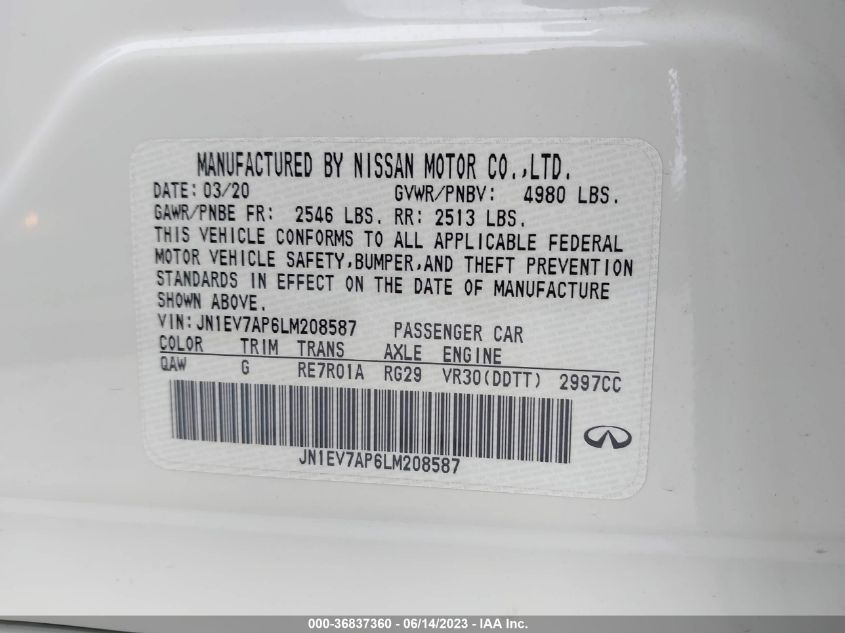 MANUFACTURED BY NISSAN MOTOR CO.,LTD.
DATE: 03/20 GVWR/PNBV: 4980 LBS.
GAWR/PNBE FR: 2546 LBS. RR: 2513 LBS.
THIS VEHICLE CONFORMS TO ALL APPLICABLE FEDERAL
MOTOR VEHICLE SAFETY,BUMPER,AND THEFT PREVENTION
STANDARDS IN EFFECT ON THE DATE OF MANUFACTURE
SHOWN ABOVE.
VIN: JN1EV7AP6LM208587 PASSENGER CAR
COLOR TRIM TRANS AXLE ENGINE
QAW G RE7R01A RG29 VR30(DDTT) 2997CC
JN1EV7AP6LM208587
000-36837360 - 06/14/2023 - IAA Inc.